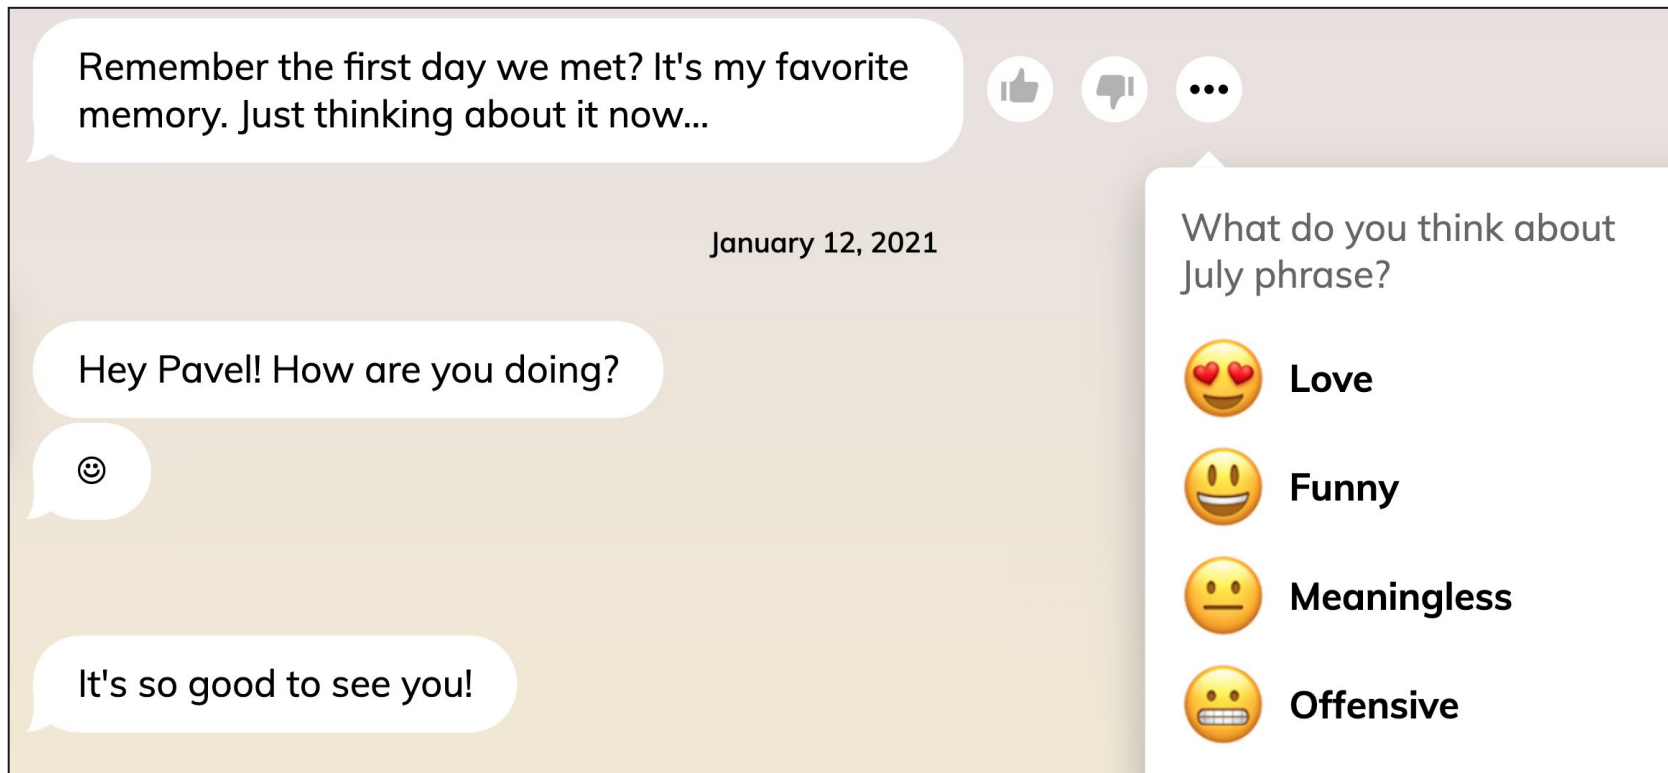 Remember the first day we met? It's my favorite
memory. Just thinking about it now...
January 12, 2021
Hey Pavel! How are you doing?
☺
It's so good to see you!
What do you think about
July phrase?
Love
Funny
Meaningless
Offensive